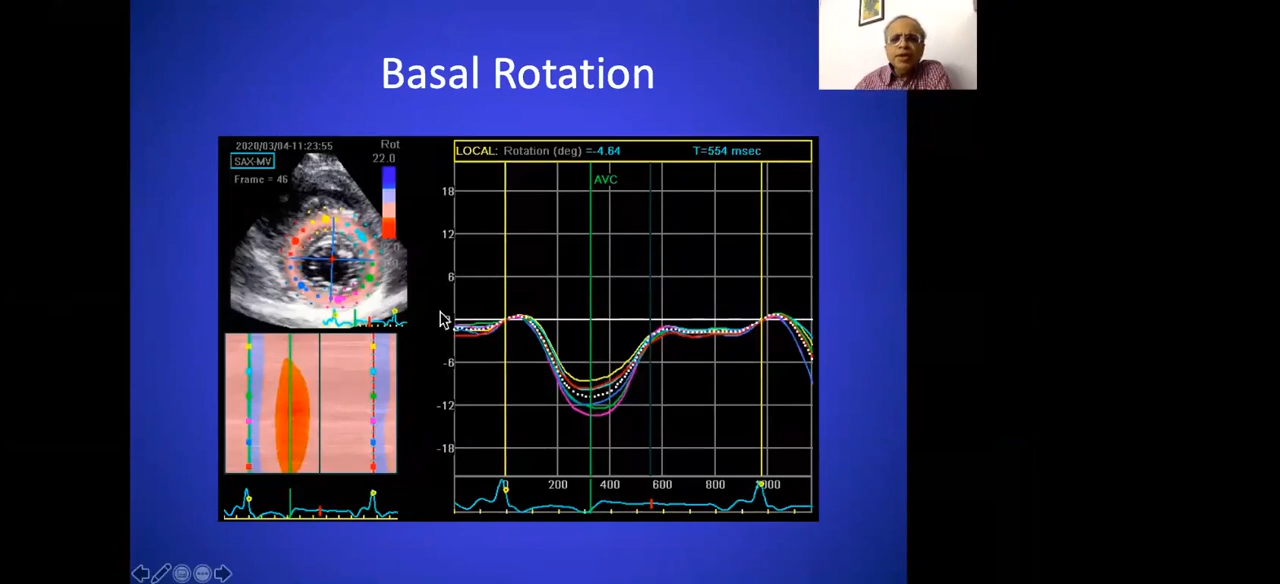 Basal Rotation
2020/03/04-11:23:55
Rot
22.0
SAX-MV
Frame = 46
LOCAL: Rotation (deg) =-4.64 T=554 msec
AVC
18
12
6
-6
-12
-18
0 200 400 600 800